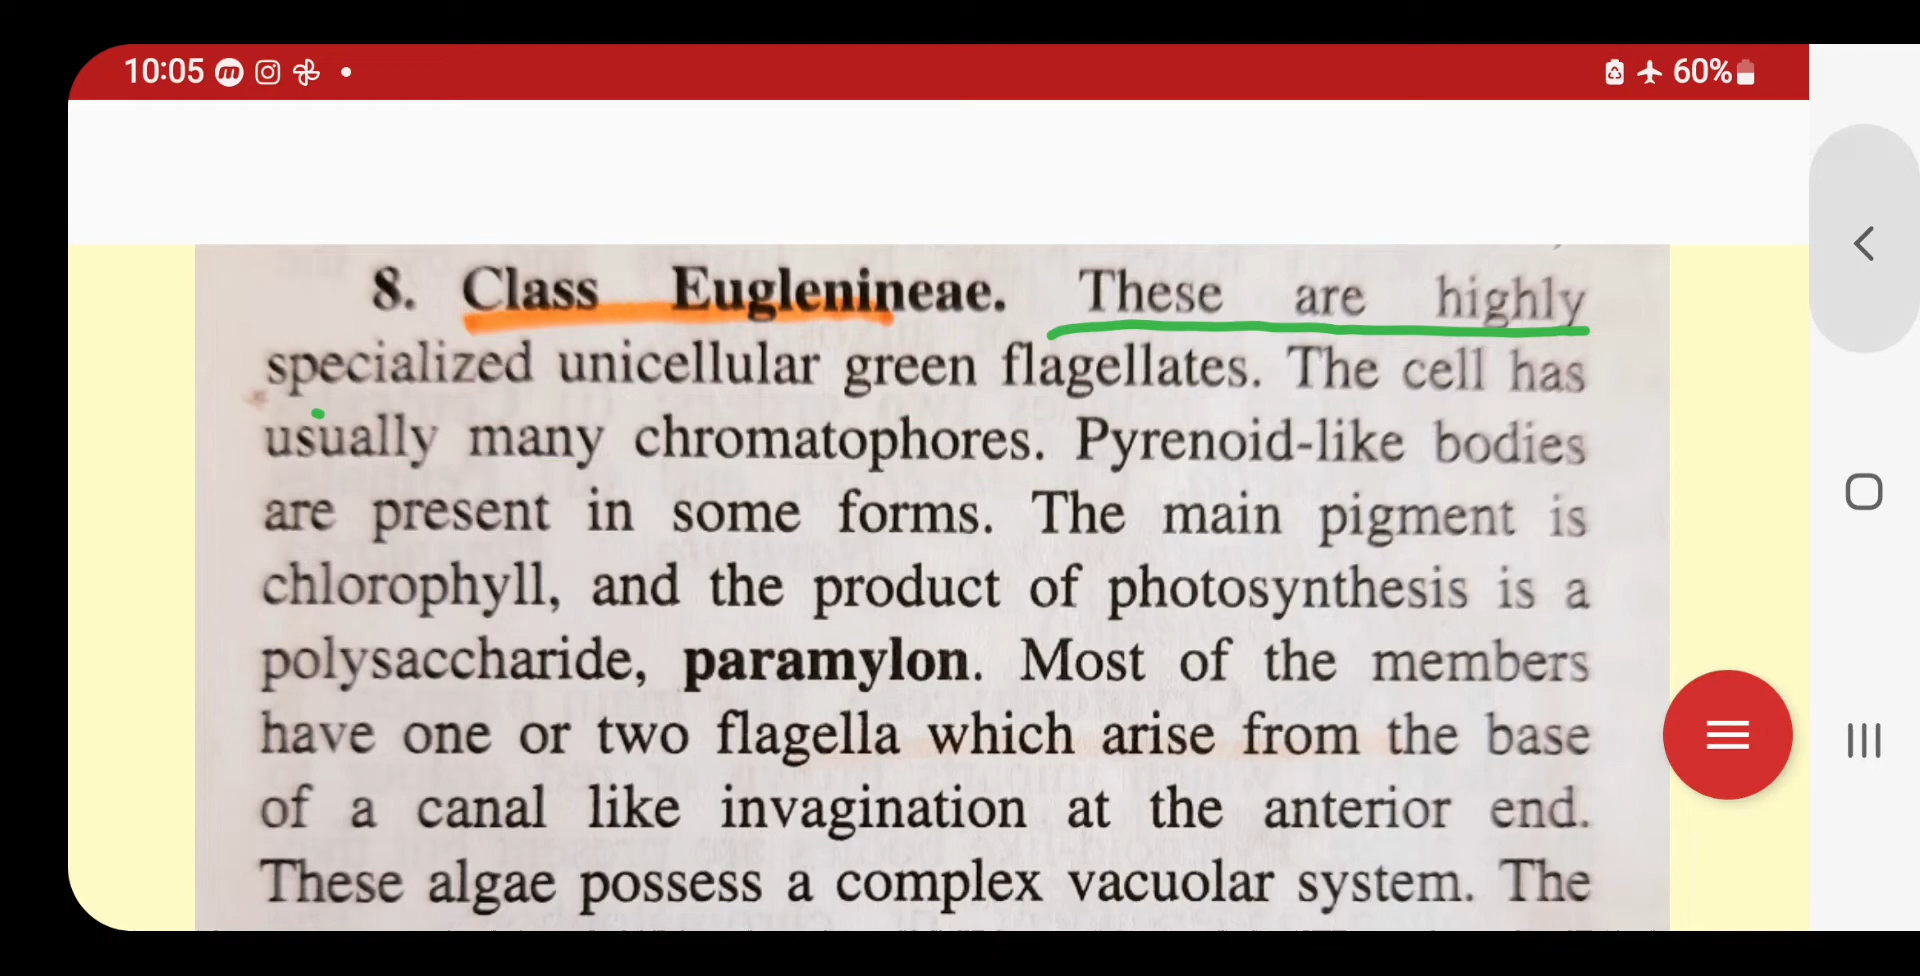 10:05
60%
8. Class Euglenineae. These are highly
specialized unicellular green flagellates. The cell has
usually many chromatophores. Pyrenoid-like bodies
are present in some forms. The main pigment is
chlorophyll, and the product of photosynthesis is a
polysaccharide, paramylon. Most of the members
have one or two flagella which arise from the base
of a canal like invagination at the anterior end.
These algae possess a complex vacuolar system. The